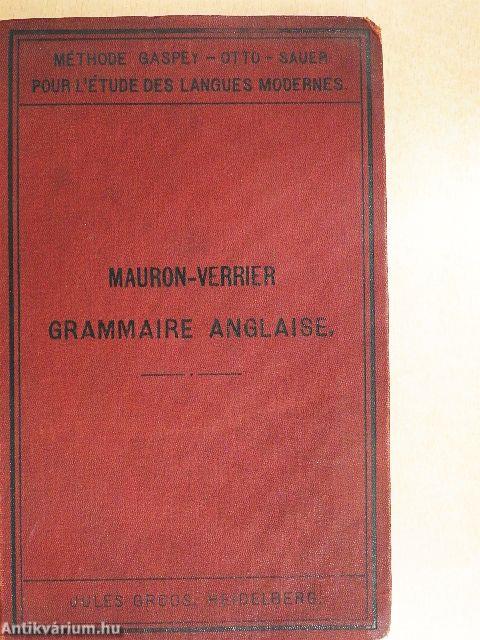 MÉTHODE GASPEY – OTTO – SAUER
POUR L'ÉTUDE DES LANGUES MODERNES.
MAURON-VERRIER
GRAMMAIRE ANGLAISE.
JULES GROOS, HEIDELBERG.
Antikvárium.hu